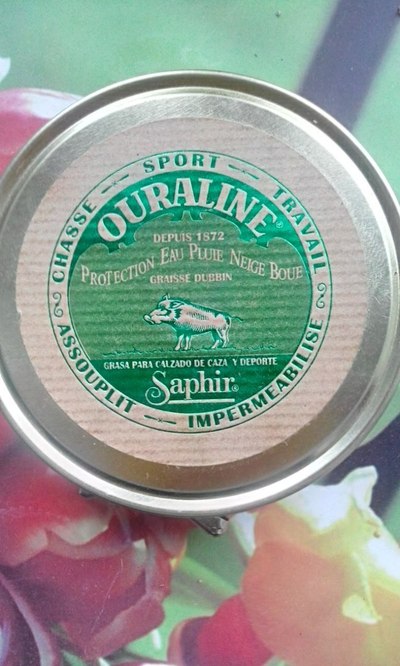 CHASSE — SPORT — TRAVAIL
OURALINE®
DEPUIS 1872
PROTECTION EAU PLUIE NEIGE BOUE
GRAISSE DUBBIN
GRASA PARA CALZADO DE CAZA Y DEPORTE
Saphir®
ASSOUPLIT — IMPERMEABILISE